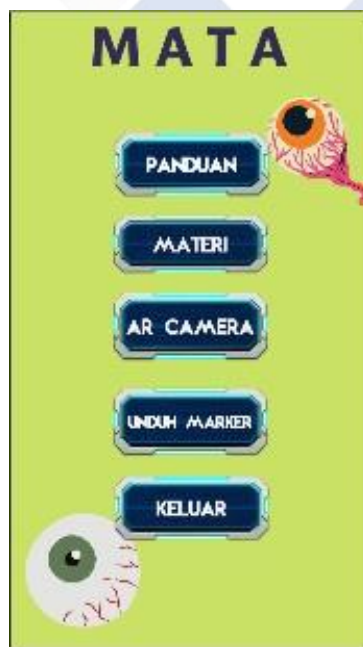 MATA
PANDUAN
MATERI
AR CAMERA
UNDUH MARKER
KELUAR